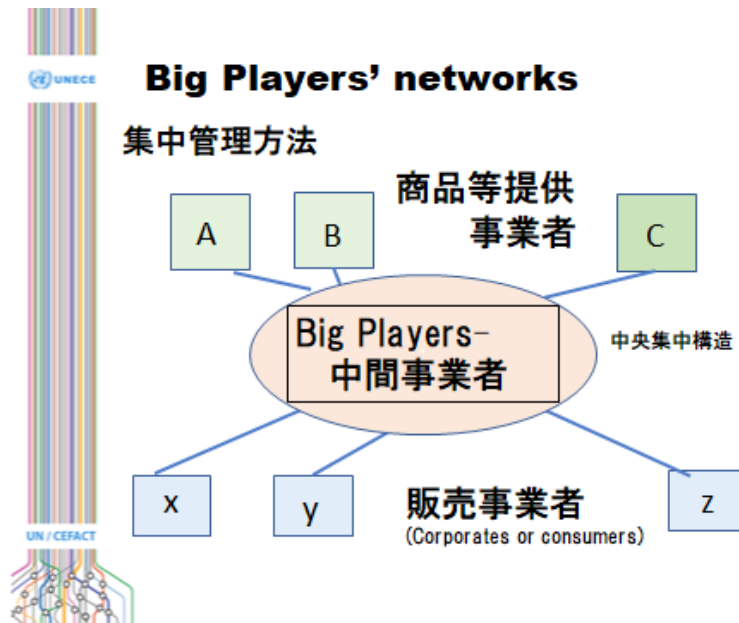 UNECE
Big Players’ networks
集中管理方法
商品等提供
事業者
A
B
C
Big Players−
中間事業者
中央集中構造
x
y
z
販売事業者
(Corporates or consumers)
UN / CEFACT